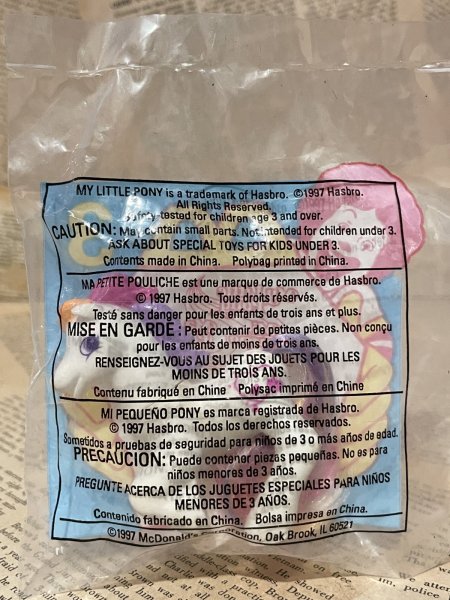 MY LITTLE PONY is a trademark of Hasbro. ©1997 Hasbro.
All Rights Reserved.
Safety-tested for children age 3 and over.
CAUTION: May contain small parts. Not intended for children under 3.
ASK ABOUT SPECIAL TOYS FOR KIDS UNDER 3.
Contents made in China. Polybag printed in China.
MA PETITE POULICHE est une marque de commerce de Hasbro.
© 1997 Hasbro. Tous droits réservés.
Testé sans danger pour les enfants de trois ans et plus.
MISE EN GARDE : Peut contenir de petites pièces. Non conçu
pour les enfants de moins de trois ans.
RENSEIGNEZ-VOUS AU SUJET DES JOUETS POUR LES
MOINS DE TROIS ANS.
Contenu fabriqué en Chine Polysac imprimé en Chine
MI PEQUEÑO PONY es marca registrada de Hasbro.
© 1997 Hasbro. Todos los derechos reservados.
Sometidos a pruebas de seguridad para niños de 3 o más años de edad.
PRECAUCION: Puede contener piezas pequeñas. No es para
niños menores de 3 años.
PREGUNTE ACERCA DE LOS JUGUETES ESPECIALES PARA NIÑOS
MENORES DE 3 AÑOS.
Contenido fabricado en China. Bolsa impresa en China.
©1997 McDonald's Corporation, Oak Brook, IL 60521